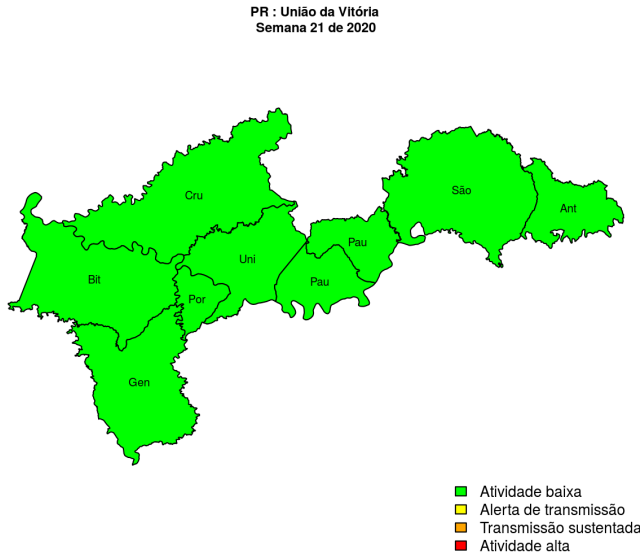 PR : União da Vitória
Semana 21 de 2020
Cru
São
Ant
Pau
Uni
Bit
Pau
Por
Gen
Atividade baixa
Alerta de transmissão
Transmissão sustentada
Atividade alta